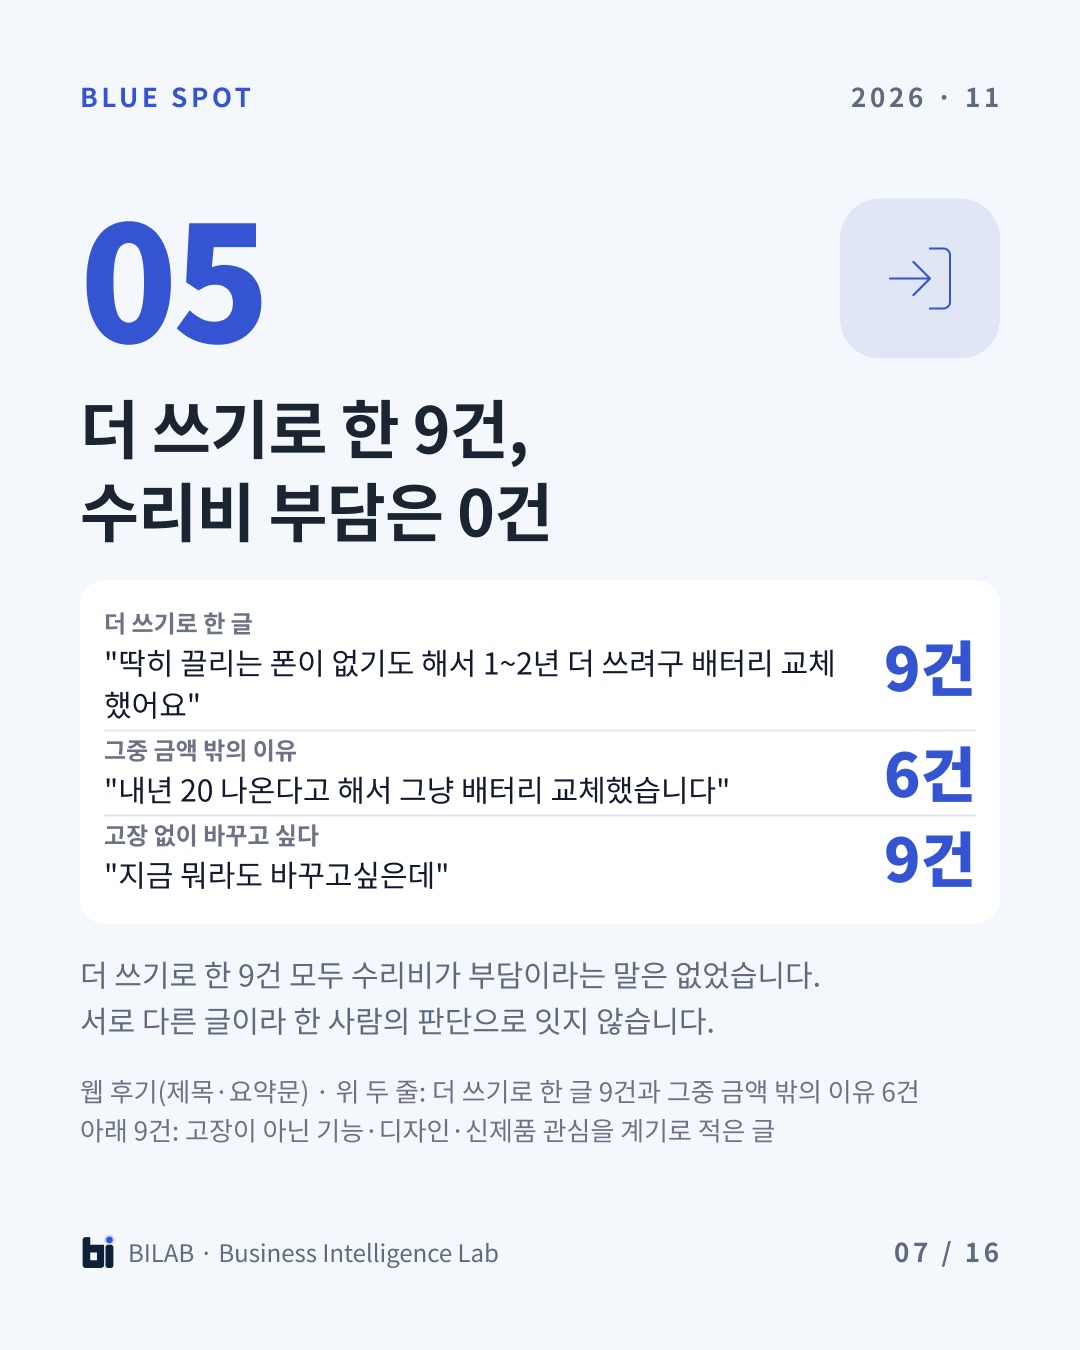 BLUE SPOT
2026 · 11
05
더 쓰기로 한 9건,
수리비 부담은 0건
더 쓰기로 한 글
"딱히 끌리는 폰이 없기도 해서 1~2년 더 쓰려구 배터리 교체
했어요"
9건
그중 금액 밖의 이유
"내년 20 나온다고 해서 그냥 배터리 교체했습니다"
6건
고장 없이 바꾸고 싶다
"지금 뭐라도 바꾸고싶은데"
9건
더 쓰기로 한 9건 모두 수리비가 부담이라는 말은 없었습니다.
서로 다른 글이라 한 사람의 판단으로 잇지 않습니다.
웹 후기(제목·요약문) · 위 두 줄: 더 쓰기로 한 글 9건과 그중 금액 밖의 이유 6건
아래 9건: 고장이 아닌 기능·디자인·신제품 관심을 계기로 적은 글
bi BILAB · Business Intelligence Lab
07 / 16